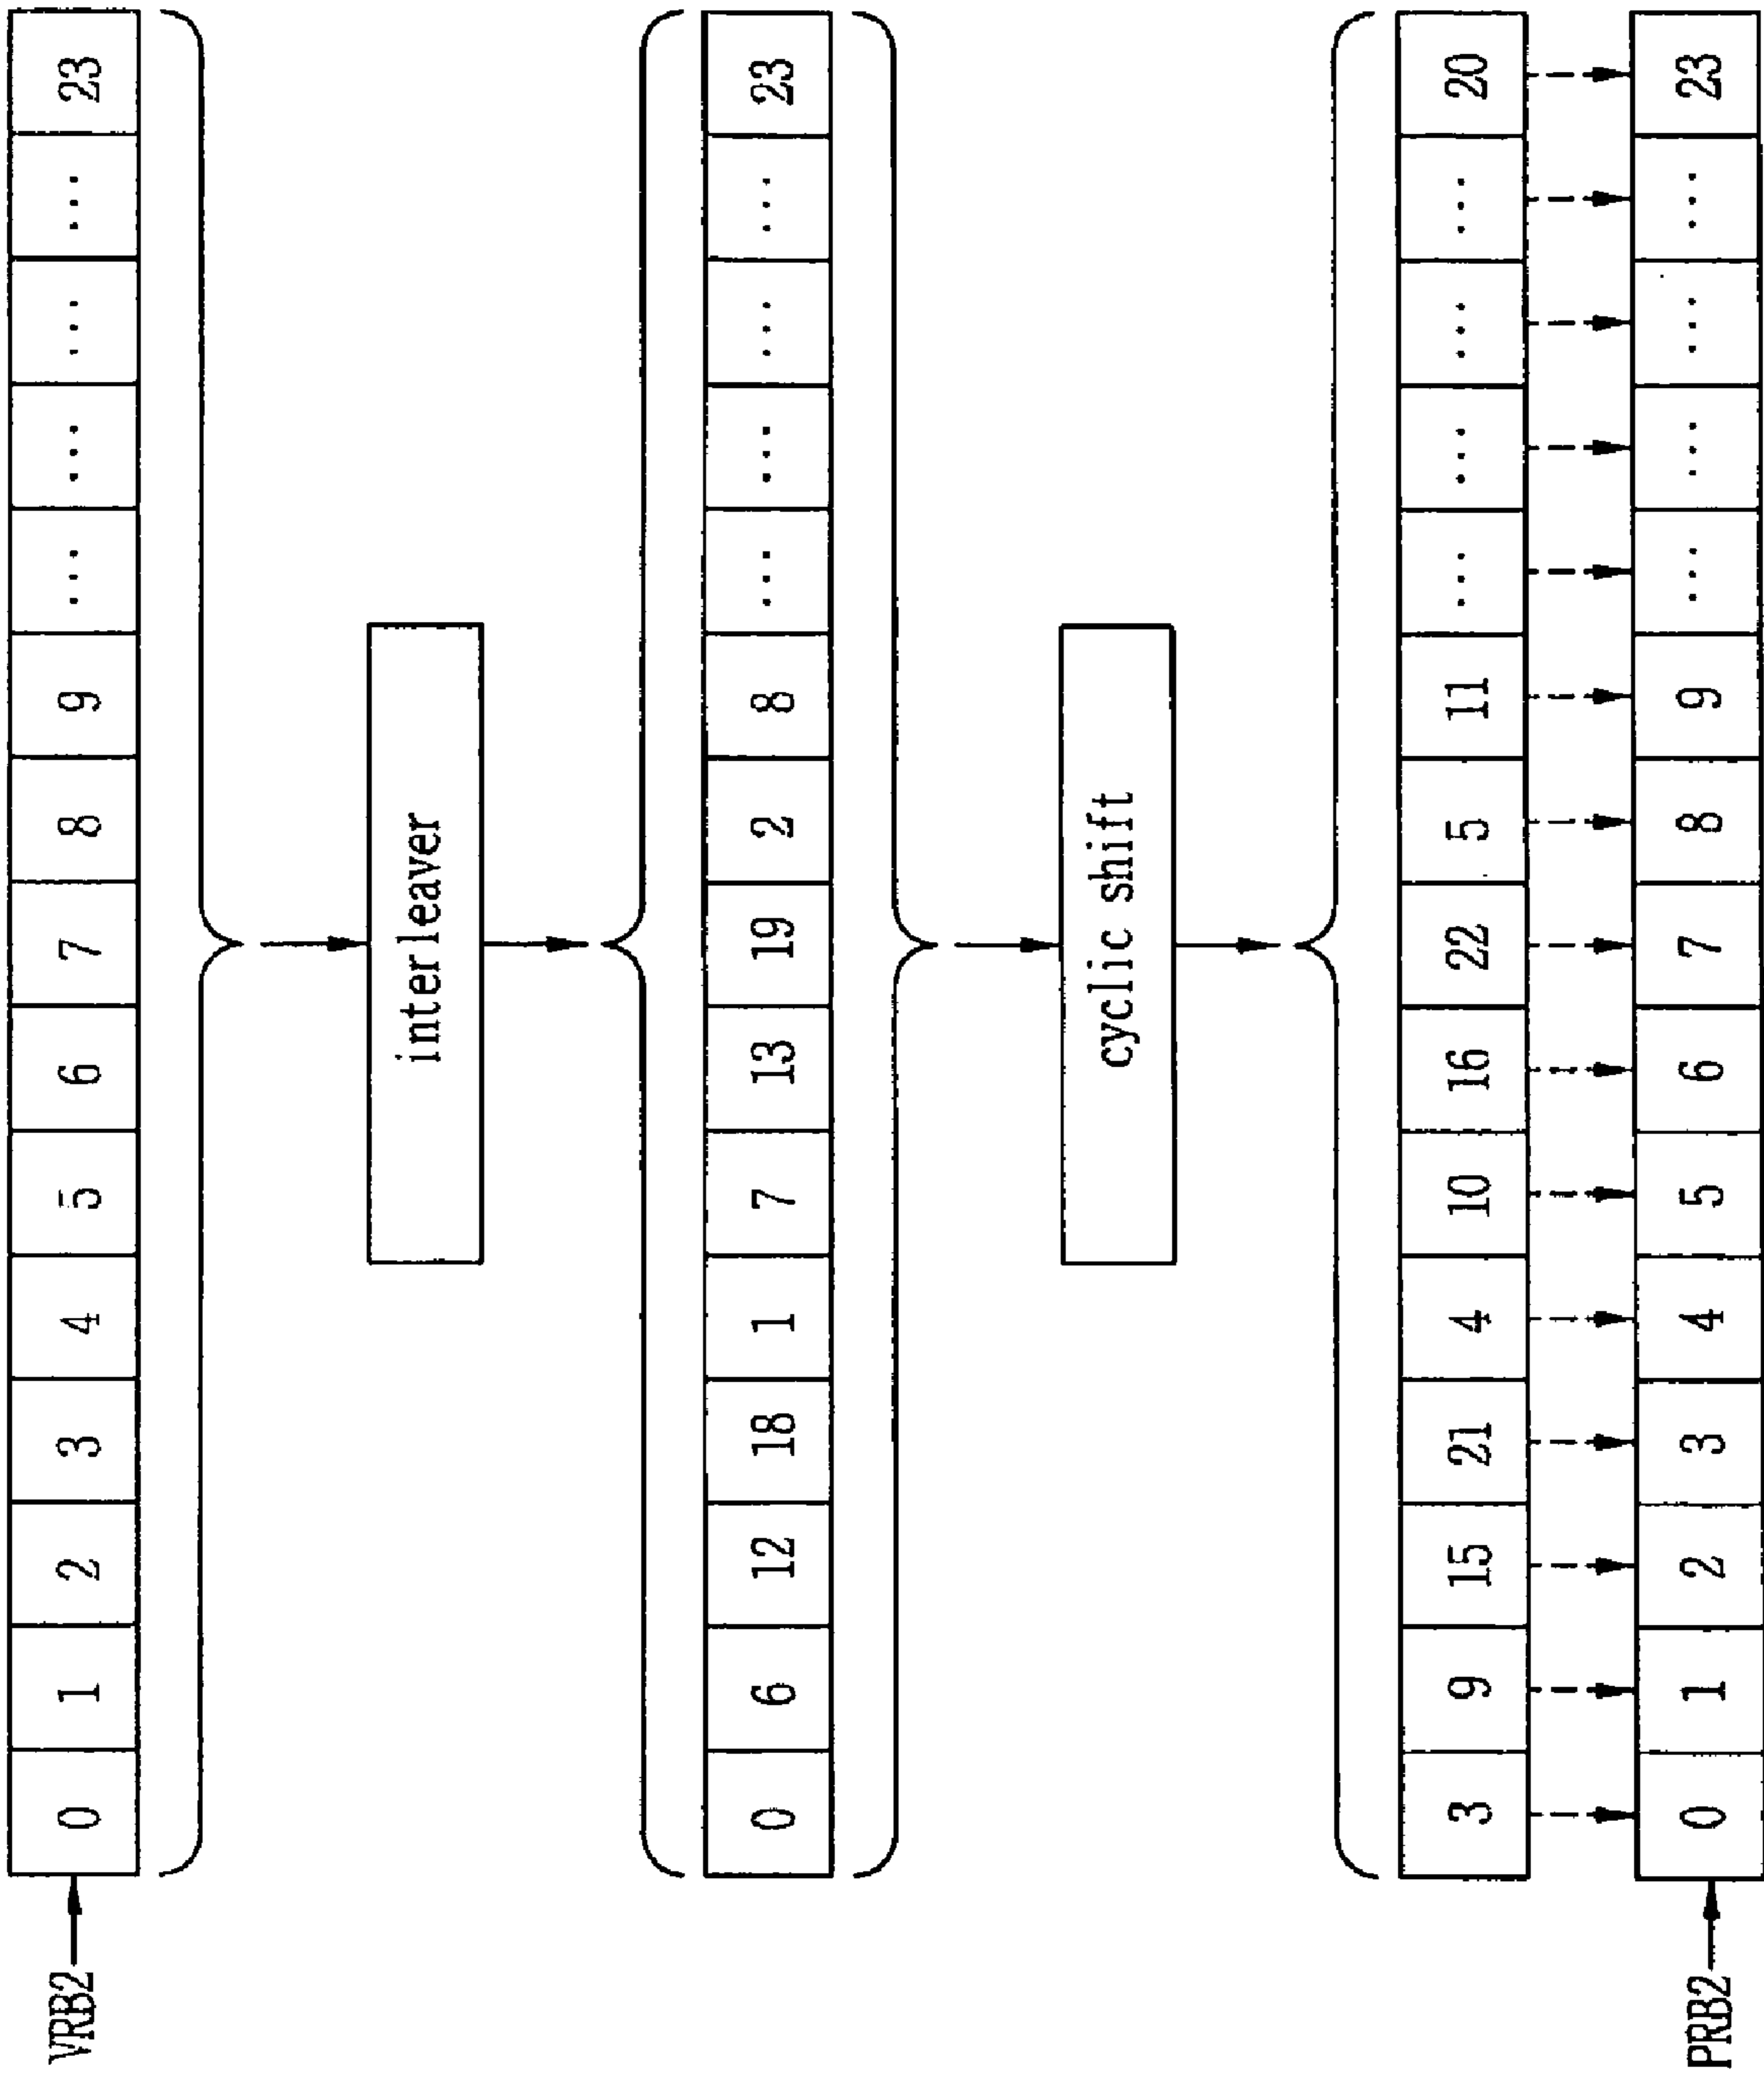 VRB2 0 1 2 3 4 5 6 7 8 9 ... ... ... ... 23
interleaver
0 6 12 18 1 7 13 19 2 8 ... ... ... ... 23
cyclic shift
3 9 15 21 4 10 16 22 5 11 ... ... ... ... 20
PRB2 0 1 2 3 4 5 6 7 8 9 ... ... ... ... 23